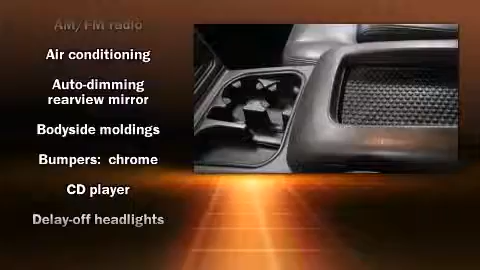 AM/FM radio
Air conditioning
Auto-dimming
rearview mirror
Bodyside moldings
Bumpers: chrome
CD player
Delay-off headlights